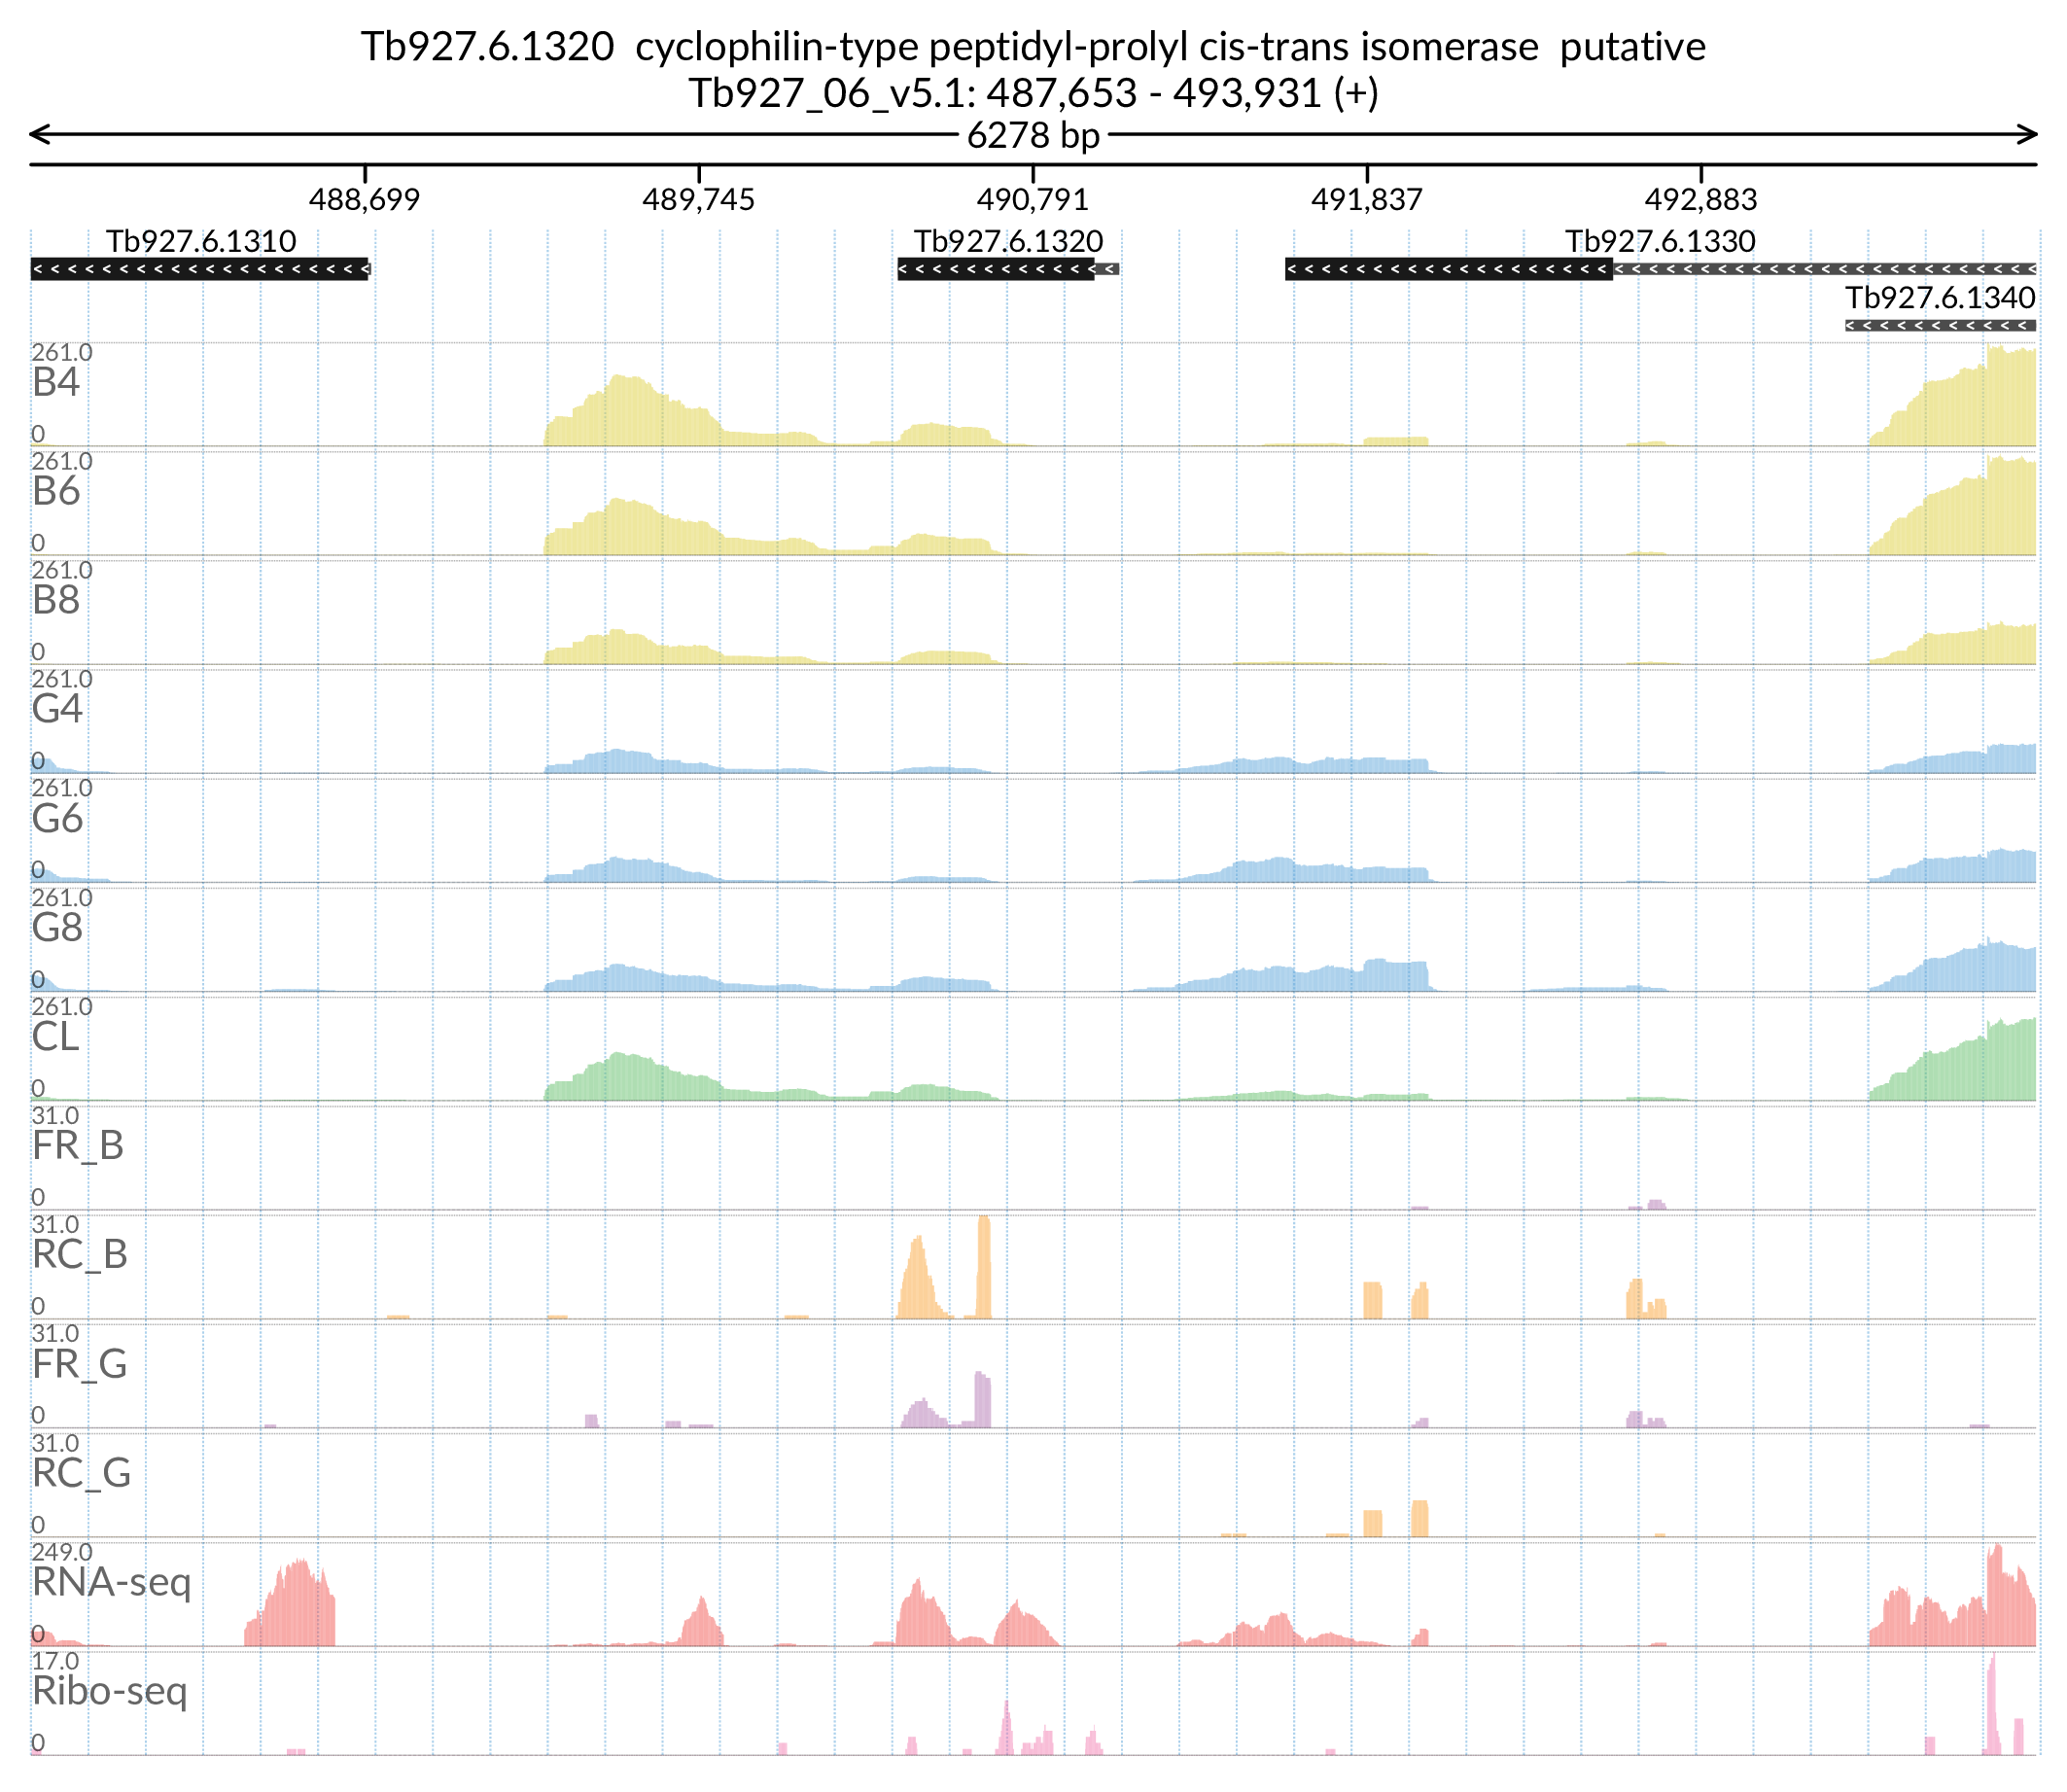 Tb927.6.1320 cyclophilin-type peptidyl-prolyl cis-trans isomerase putative
Tb927_06_v5.1: 487,653 - 493,931 (+)
6278 bp
488,699 489,745 490,791 491,837 492,883
Tb927.6.1310 Tb927.6.1320 Tb927.6.1330
Tb927.6.1340
261.0
B4
0
261.0
B6
0
261.0
B8
0
261.0
G4
0
261.0
G6
0
261.0
G8
0
261.0
CL
0
31.0
FR_B
0
31.0
RC_B
0
31.0
FR_G
0
31.0
RC_G
0
249.0
RNA-seq
0
17.0
Ribo-seq
0